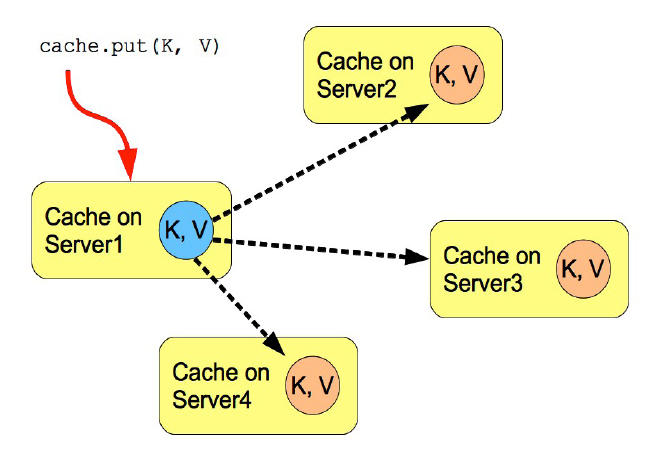 cache.put(K, V)
Cache on
Server2
K, V
Cache on
Server1
K, V
Cache on
Server3
K, V
Cache on
Server4
K, V